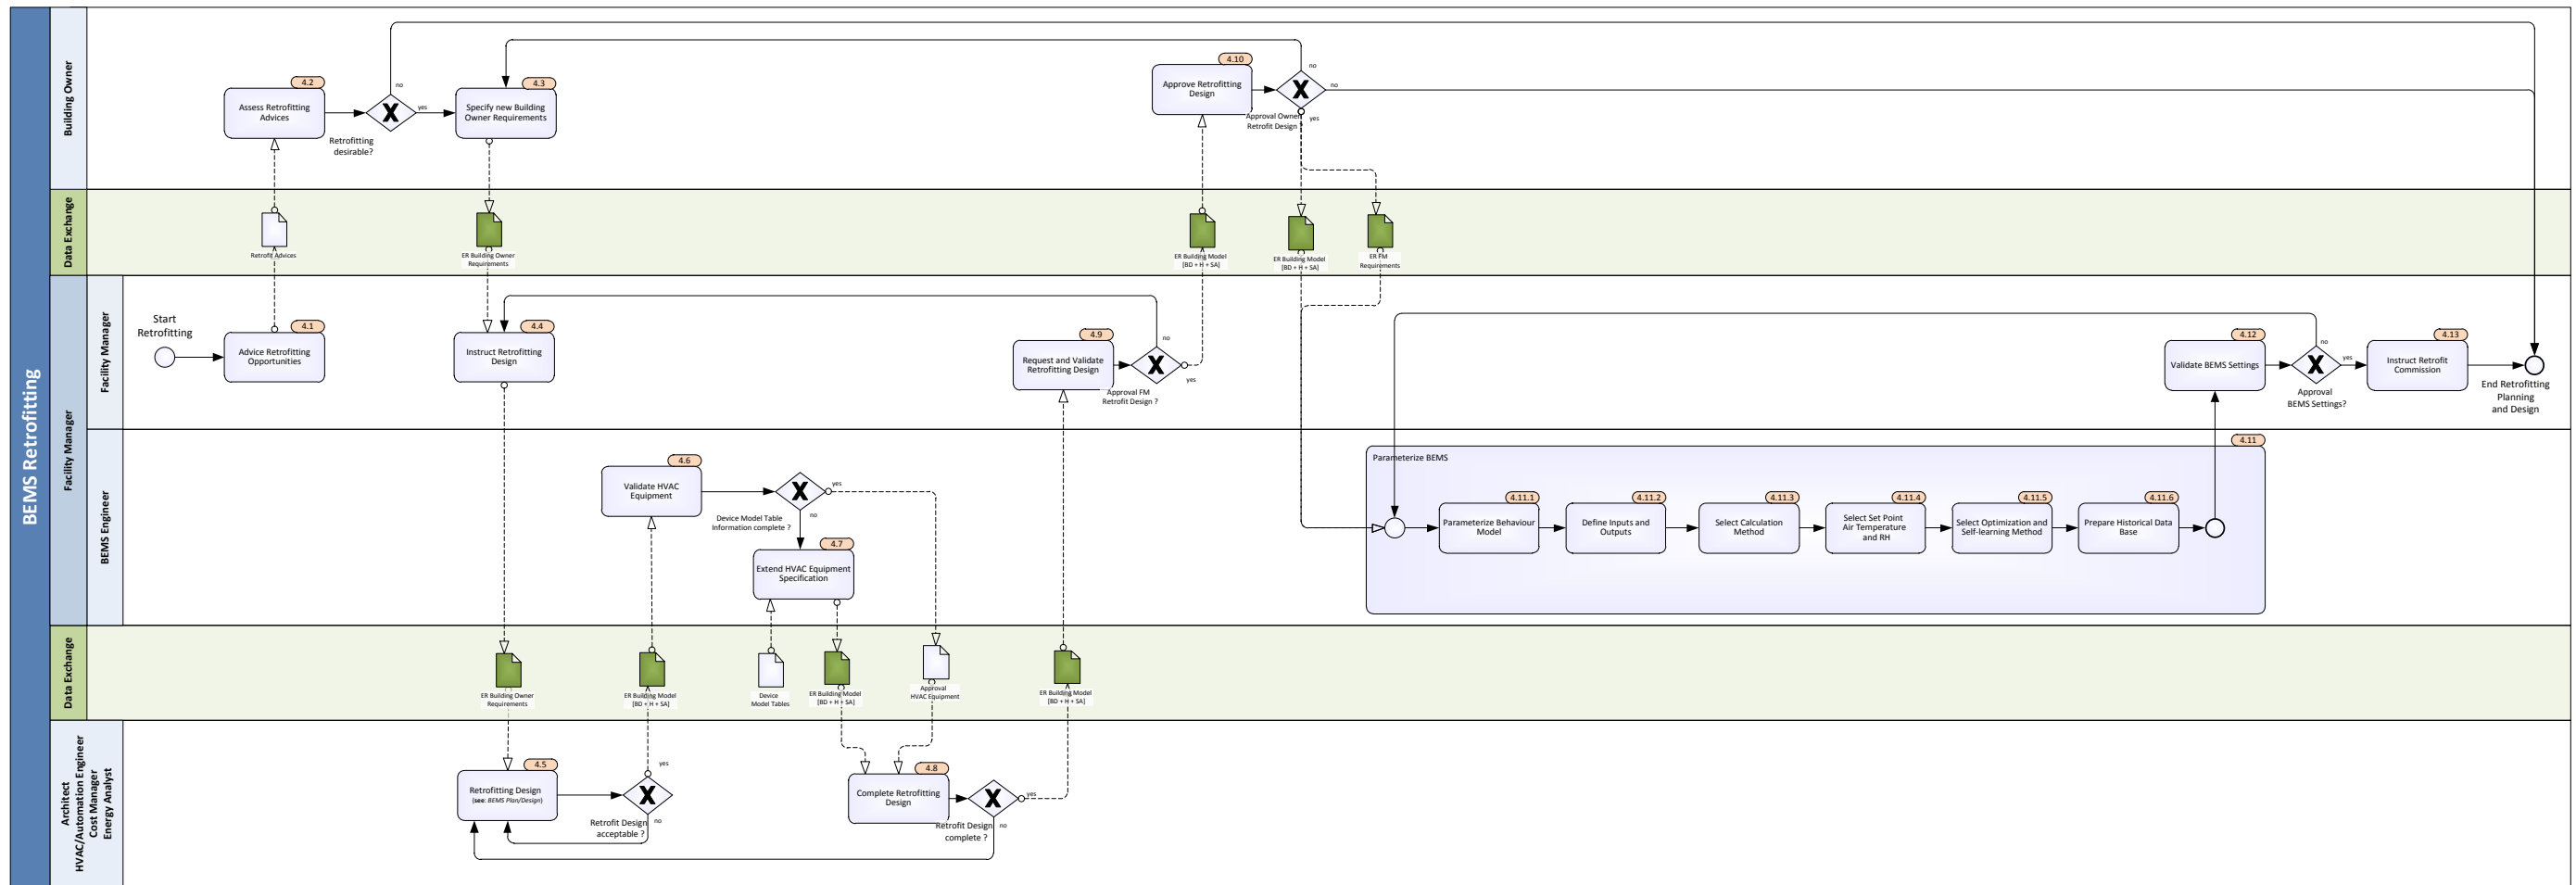 BEMS Retrofitting
Building Owner
4.2
Assess Retrofitting
Advices
no
yes
Retrofitting
desirable?
4.3
Specify new Building
Owner Requirements
4.10
Approve Retrofitting
Design
no
no
yes
Approval Owner
Retrofit Design
Data Exchange
Retrofit Advices
ER Building Owner
Requirements
ER Building Model
[BD + H + SA]
ER Building Model
[BD + H + SA]
ER FM
Requirements
Facility Manager
Facility Manager
Start
Retrofitting
4.1
Advice Retrofitting
Opportunities
4.4
Instruct Retrofitting
Design
4.9
Request and Validate
Retrofitting Design
no
yes
Approval FM
Retrofit Design ?
4.12
Validate BEMS Settings
no
yes
Approval
BEMS Settings?
4.13
Instruct Retrofit
Commission
End Retrofitting
Planning
and Design
BEMS Engineer
4.6
Validate HVAC
Equipment
yes
no
Device Model Table
Information complete ?
4.7
Extend HVAC Equipment
Specification
4.11
Parameterize BEMS
4.11.1
Parameterize Behaviour
Model
4.11.2
Define Inputs and
Outputs
4.11.3
Select Calculation
Method
4.11.4
Select Set Point
Air Temperature
and RH
4.11.5
Select Optimization and
Self-learning Method
4.11.6
Prepare Historical Data
Base
Data Exchange
ER Building Owner
Requirements
ER Building Model
[BD + H + SA]
Device
Model Tables
ER Building Model
[BD + H + SA]
Approval
HVAC Equipment
ER Building Model
[BD + H + SA]
Architect
HVAC/Automation Engineer
Cost Manager
Energy Analyst
4.5
Retrofitting Design
(see: BEMS Plan/Design)
yes
no
Retrofit Design
acceptable ?
4.8
Complete Retrofitting
Design
yes
no
Retrofit Design
complete ?